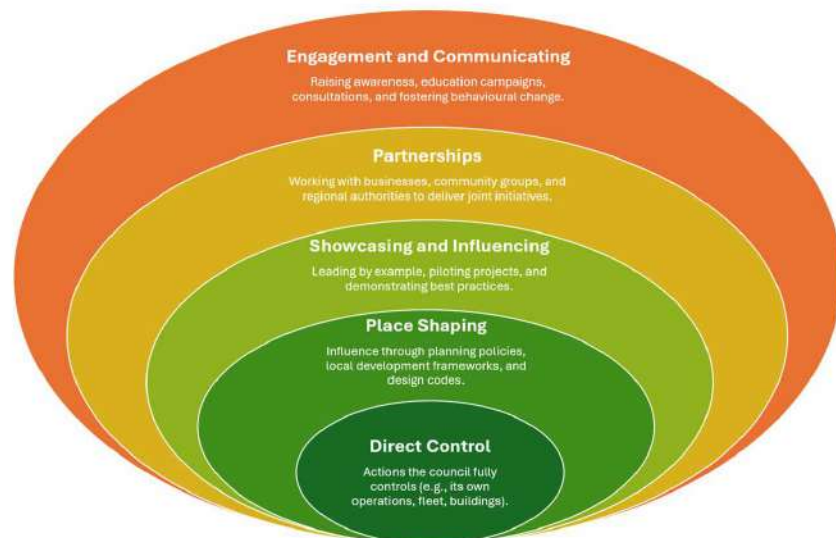 Engagement and Communicating
Raising awareness, education campaigns,
consultations, and fostering behavioural change.
Partnerships
Working with businesses, community groups, and
regional authorities to deliver joint initiatives.
Showcasing and Influencing
Leading by example, piloting projects, and
demonstrating best practices.
Place Shaping
Influence through planning policies,
local development frameworks, and
design codes.
Direct Control
Actions the council fully
controls (e.g., its own
operations, fleet, buildings).